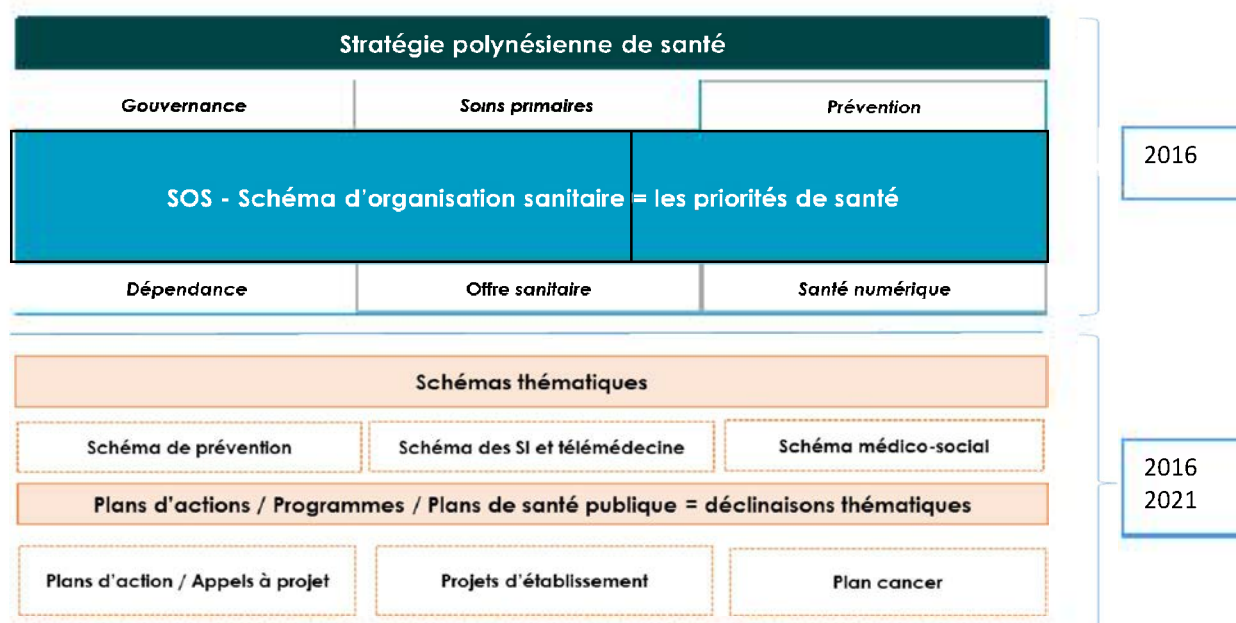 Stratégie polynésienne de santé
Gouvernance
Soins primaires
Prévention
SOS - Schéma d'organisation sanitaire = les priorités de santé
2016
Dépendance
Offre sanitaire
Santé numérique
Schémas thématiques
Schéma de prévention
Schéma des SI et télémédecine
Schéma médico-social
2016
2021
Plans d'actions / Programmes / Plans de santé publique = déclinaisons thématiques
Plans d'action / Appels à projet
Projets d'établissement
Plan cancer